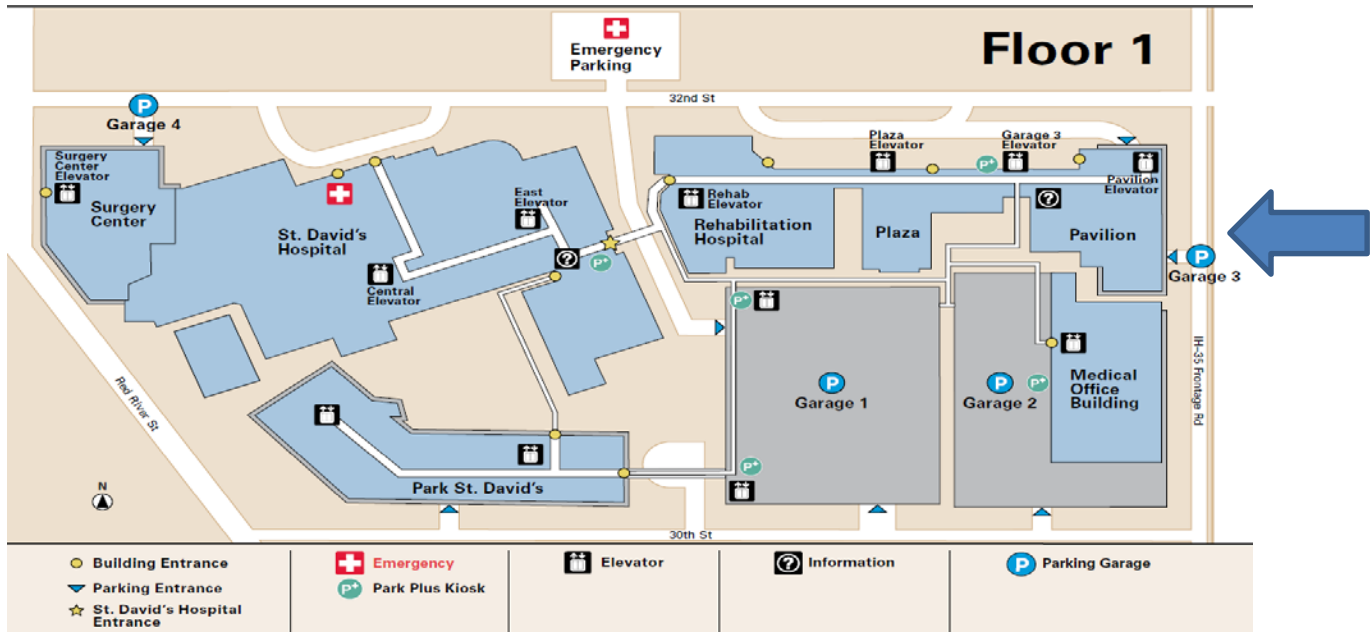 Floor 1
Emergency
Parking
32nd St
P
Garage 4
Surgery
Center
Elevator
Surgery
Center
St. David's
Hospital
East
Elevator
?
P+
Central
Elevator
Rehab
Elevator
Rehabilitation
Hospital
Plaza
Elevator
Plaza
P+
Garage 3
Elevator
Pavilion
Elevator
?
Pavilion
P
Garage 3
P+
P
Garage 1
P
Garage 2
P+
Medical
Office
Building
IH-35 Frontage Rd
Red River St
Park St. David's
P+
N
30th St
Building Entrance
Parking Entrance
St. David's Hospital
Entrance
Emergency
P+ Park Plus Kiosk
Elevator
? Information
P Parking Garage